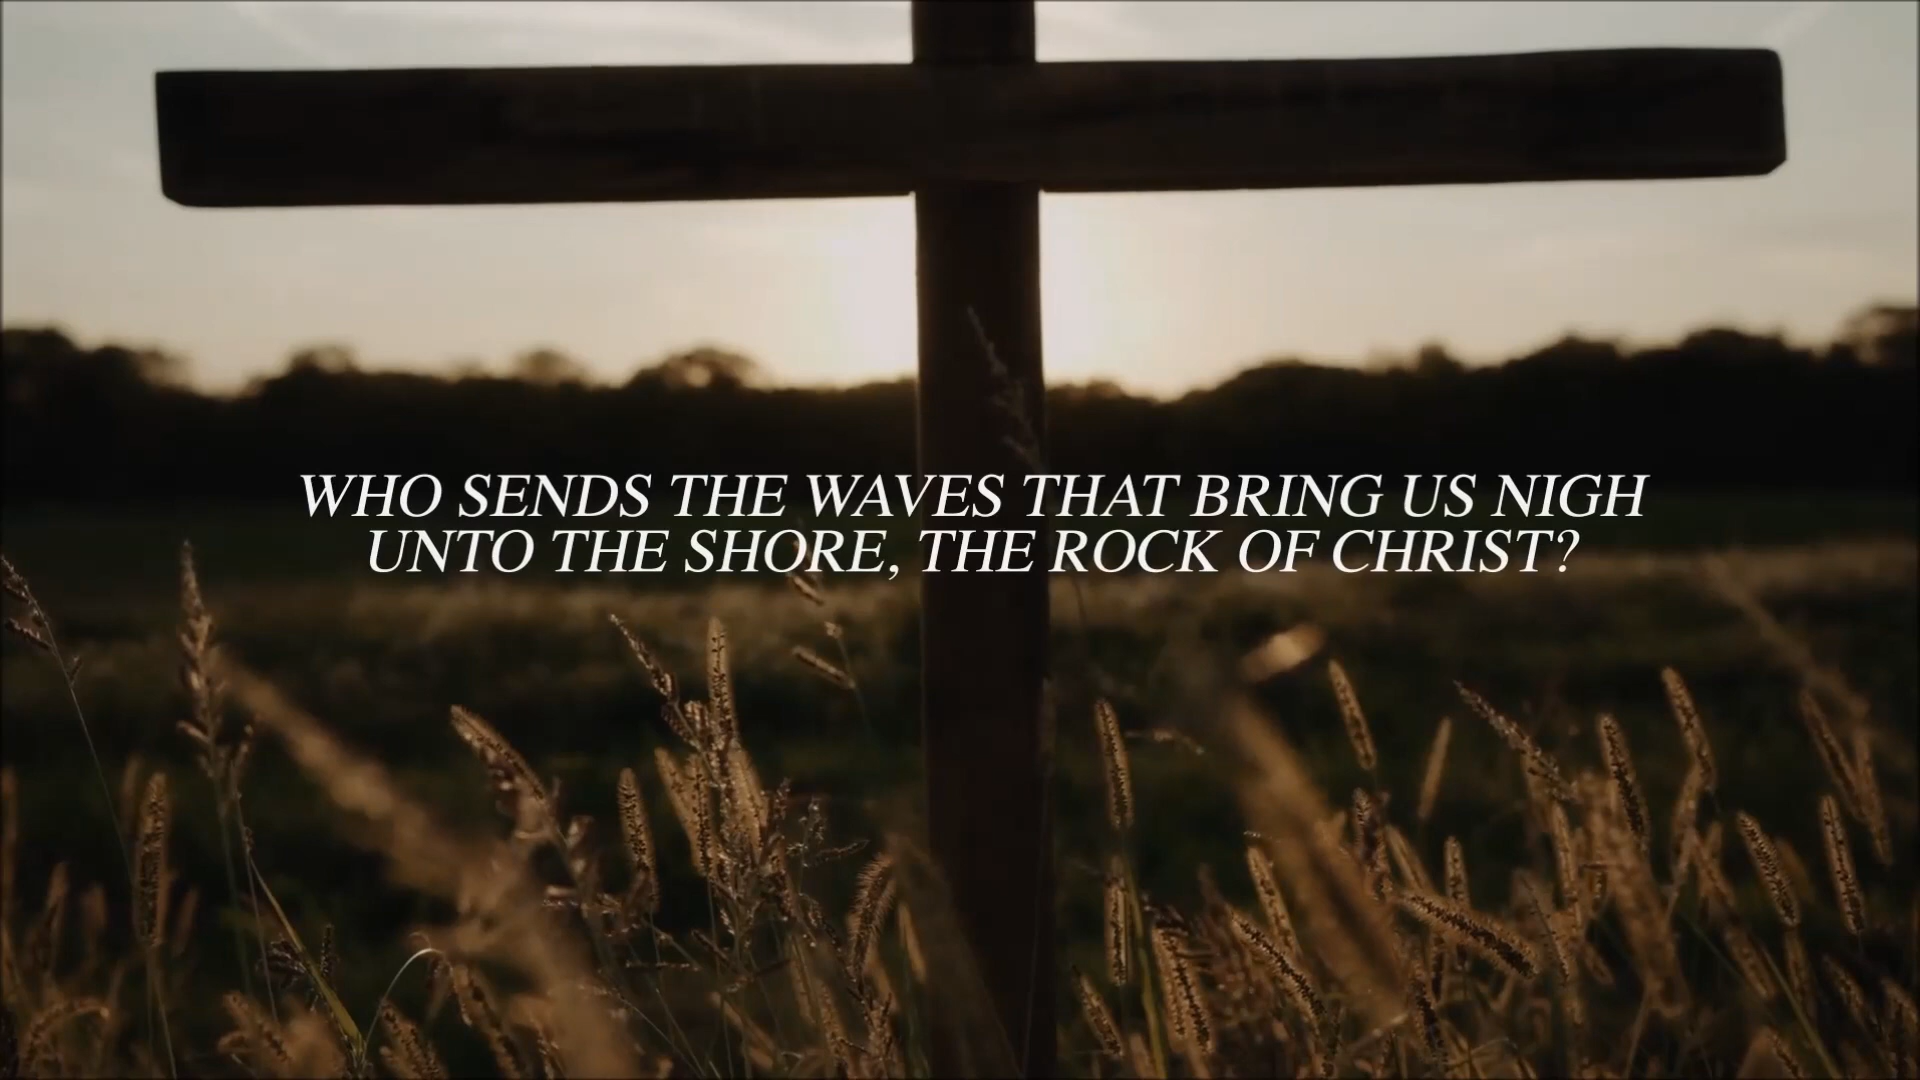 WHO SENDS THE WAVES THAT BRING US NIGH
UNTO THE SHORE, THE ROCK OF CHRIST?